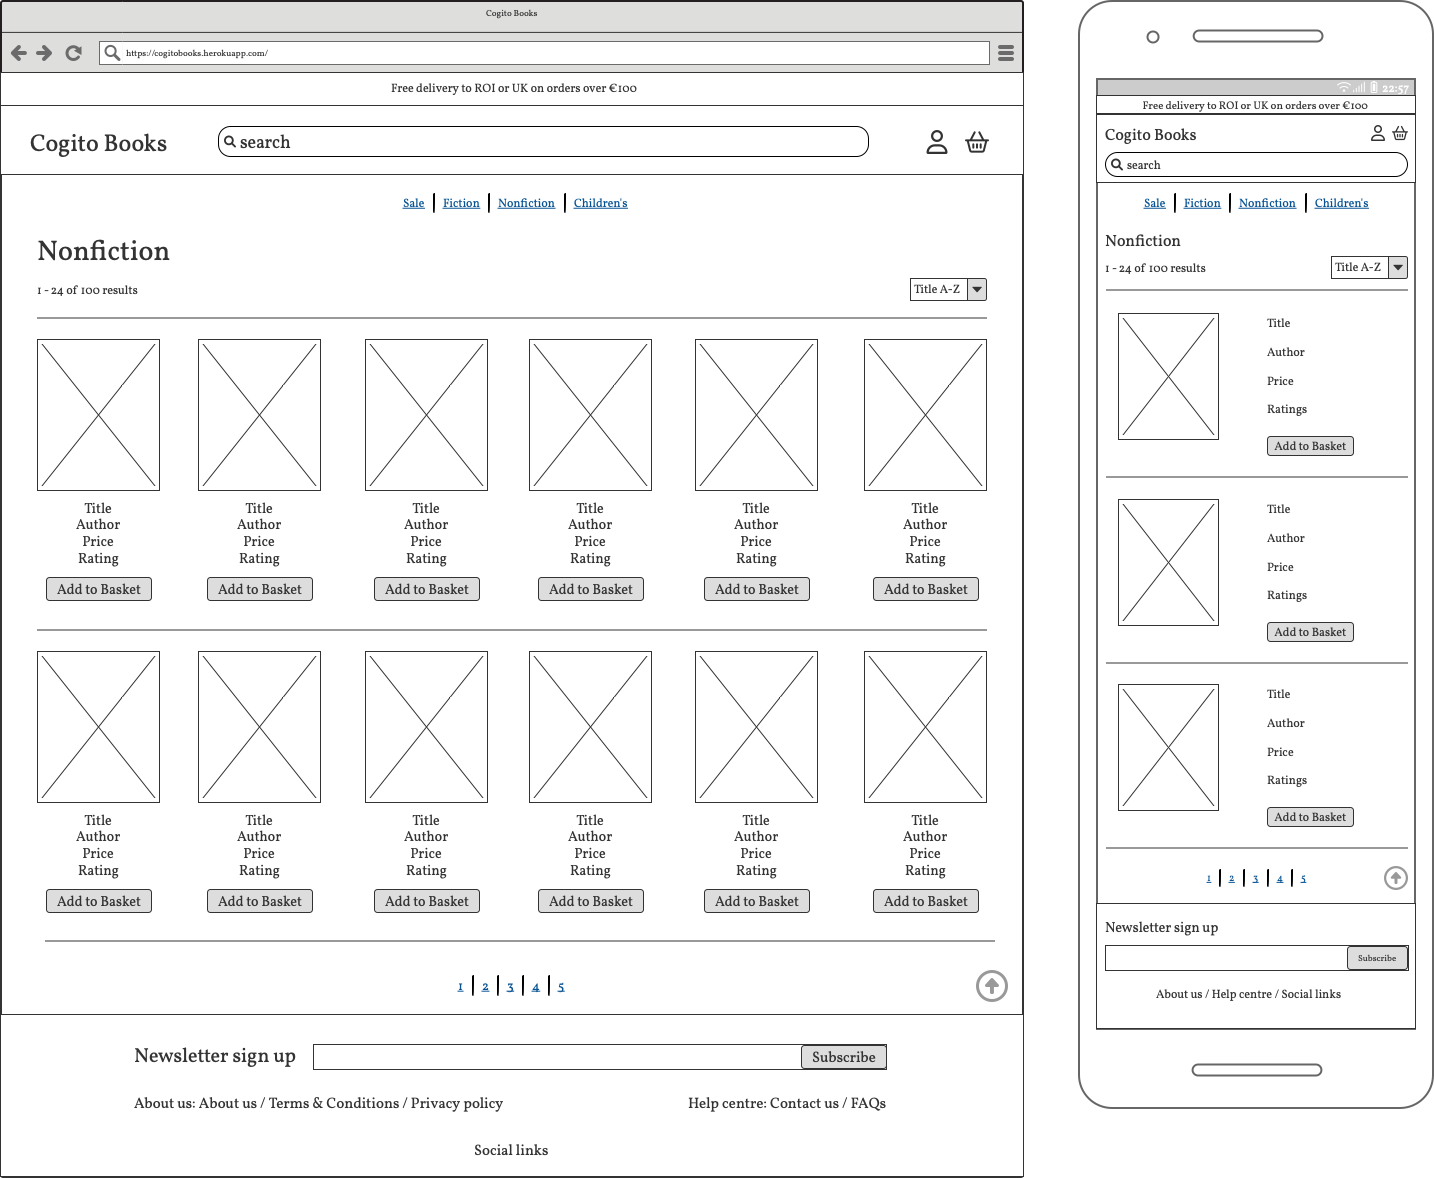 Cogito Books
https://cogitobooks.herokuapp.com/
Free delivery to ROI or UK on orders over €100
Cogito Books
search
Sale Fiction Nonfiction Children's
Nonfiction
1 - 24 of 100 results
Title A-Z
Title Title Title Title Title Title
Author Author Author Author Author Author
Price Price Price Price Price Price
Rating Rating Rating Rating Rating Rating
Add to Basket Add to Basket Add to Basket Add to Basket Add to Basket Add to Basket
Title Title Title Title Title Title
Author Author Author Author Author Author
Price Price Price Price Price Price
Rating Rating Rating Rating Rating Rating
Add to Basket Add to Basket Add to Basket Add to Basket Add to Basket Add to Basket
1 2 3 4 5
Newsletter sign up
Subscribe
About us: About us / Terms & Conditions / Privacy policy
Help centre: Contact us / FAQs
Social links
22:57
Free delivery to ROI or UK on orders over €100
Cogito Books
search
Sale Fiction Nonfiction Children's
Nonfiction
1 - 24 of 100 results
Title A-Z
Title
Author
Price
Ratings
Add to Basket
Title
Author
Price
Ratings
Add to Basket
Title
Author
Price
Ratings
Add to Basket
1 2 3 4 5
Newsletter sign up
Subscribe
About us / Help centre / Social links